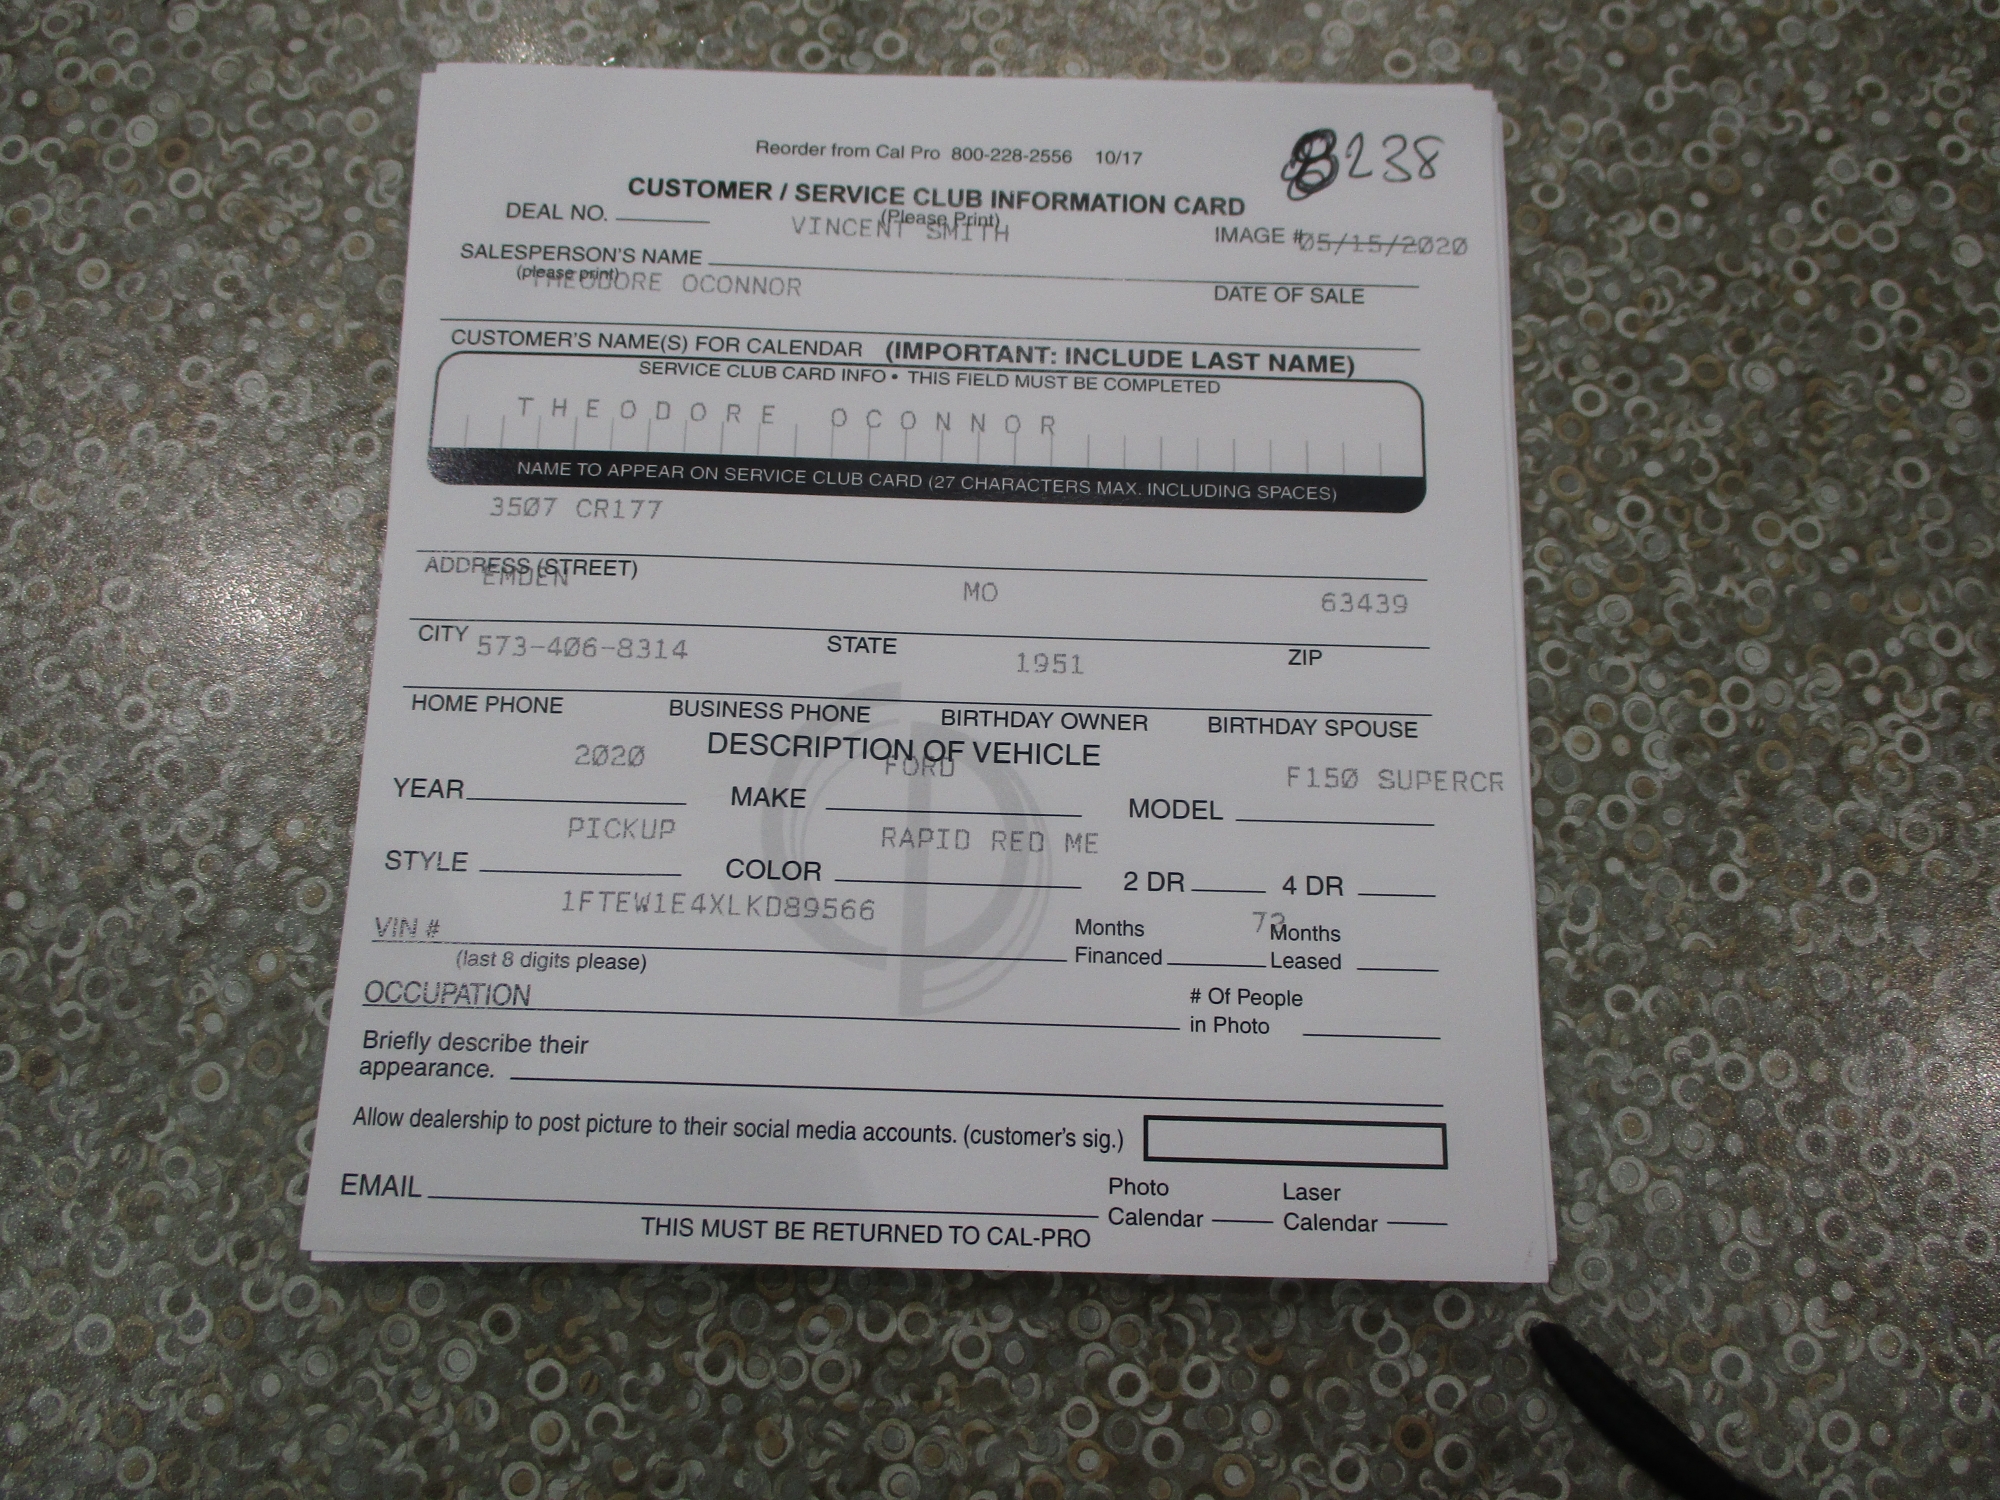 Reorder from Cal Pro 800-228-2556 10/17
8238
CUSTOMER / SERVICE CLUB INFORMATION CARD
(Please Print)
DEAL NO.
VINCENT SMITH
IMAGE #
05/15/2020
SALESPERSON'S NAME
(please print)
THEODORE OCONNOR
DATE OF SALE
CUSTOMER'S NAME(S) FOR CALENDAR (IMPORTANT: INCLUDE LAST NAME)
SERVICE CLUB CARD INFO • THIS FIELD MUST BE COMPLETED
THEODORE OCONNOR
NAME TO APPEAR ON SERVICE CLUB CARD (27 CHARACTERS MAX. INCLUDING SPACES)
3507 CR177
ADDRESS (STREET)
EMDEN MO 63439
CITY STATE ZIP
573-406-8314 1951
HOME PHONE BUSINESS PHONE BIRTHDAY OWNER BIRTHDAY SPOUSE
DESCRIPTION OF VEHICLE
2020 FORD F150 SUPERCR
YEAR MAKE MODEL
PICKUP RAPID RED ME
STYLE COLOR 2 DR 4 DR
1FTEW1E4XLKD89566
VIN # Months Financed Months Leased
(last 8 digits please)
OCCUPATION # Of People in Photo
Briefly describe their
appearance.
Allow dealership to post picture to their social media accounts. (customer's sig.)
EMAIL Photo Calendar Laser Calendar
THIS MUST BE RETURNED TO CAL-PRO